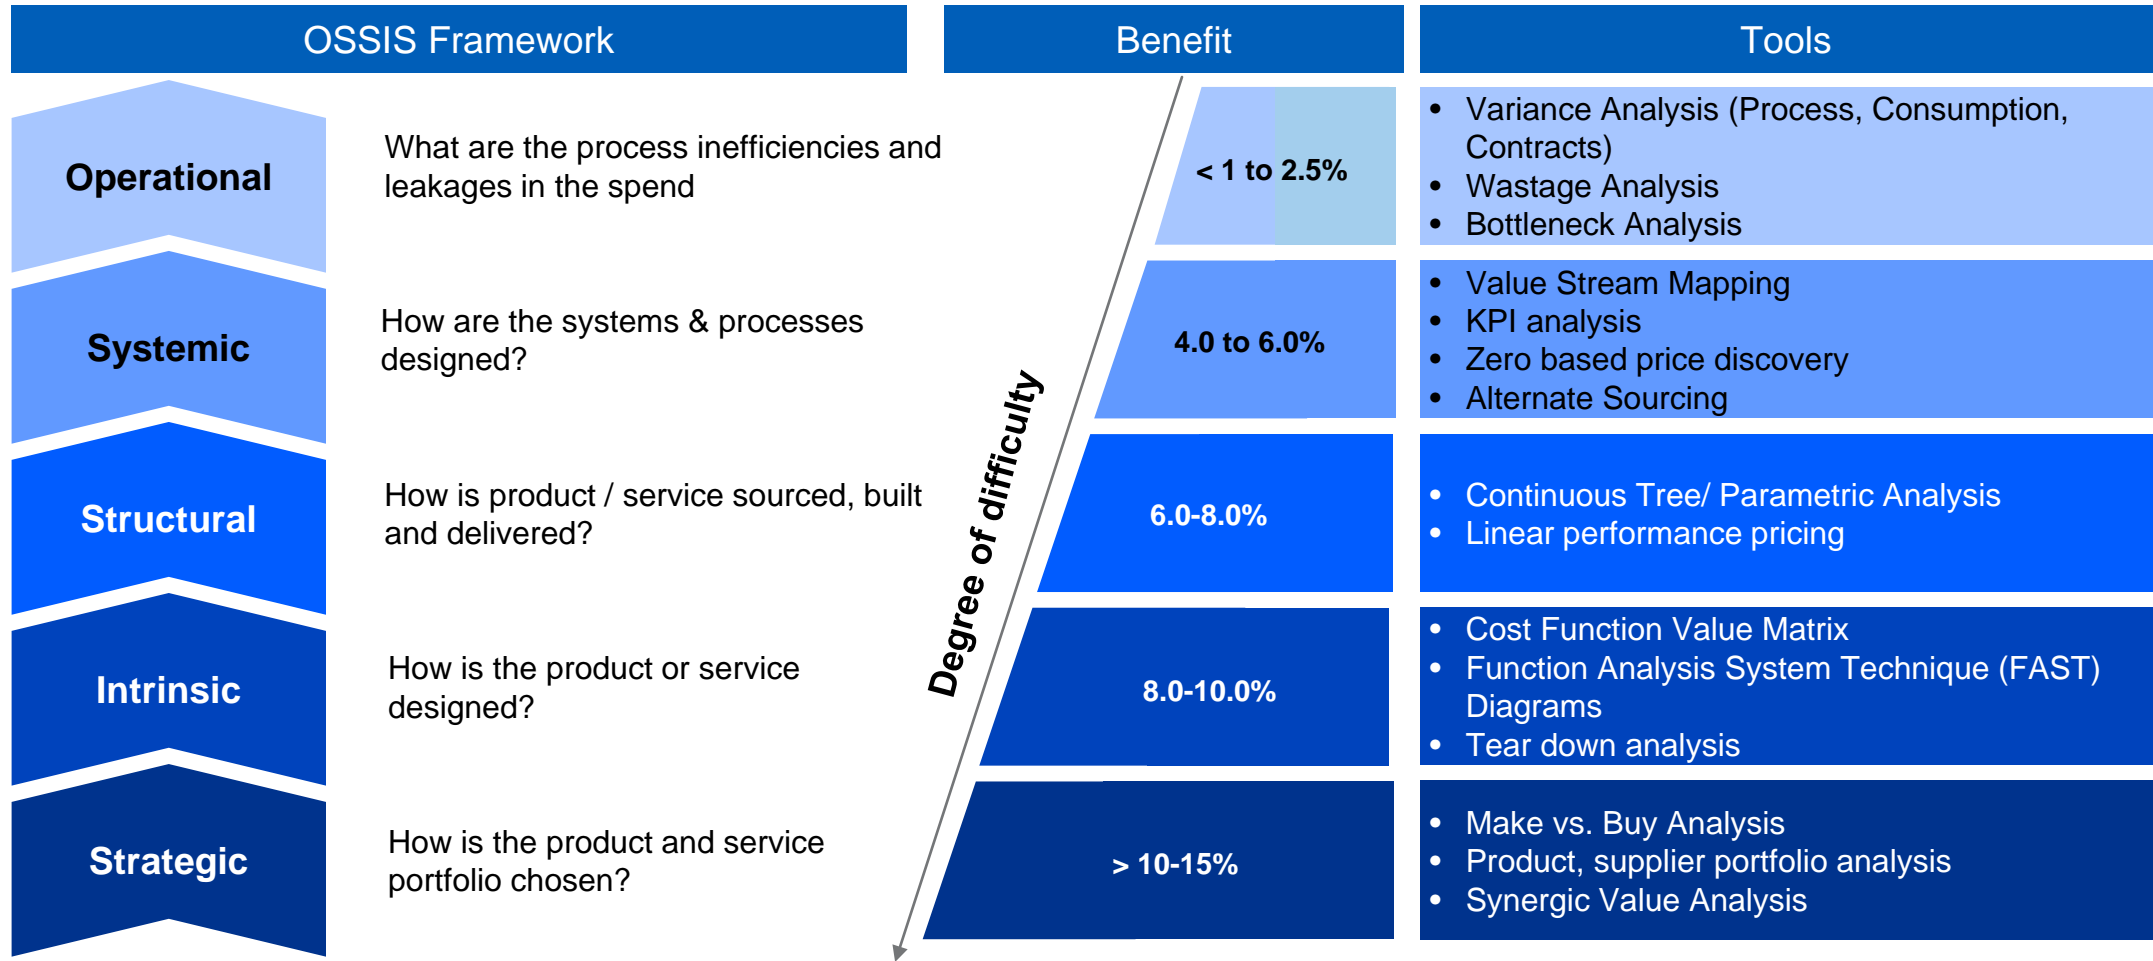 OSSIS Framework
Benefit
Tools
Operational
What are the process inefficiencies and
leakages in the spend
< 1 to 2.5%
• Variance Analysis (Process, Consumption,
Contracts)
• Wastage Analysis
• Bottleneck Analysis
Systemic
How are the systems & processes
designed?
4.0 to 6.0%
• Value Stream Mapping
• KPI analysis
• Zero based price discovery
• Alternate Sourcing
Degree of difficulty
Structural
How is product / service sourced, built
and delivered?
6.0-8.0%
• Continuous Tree/ Parametric Analysis
• Linear performance pricing
Intrinsic
How is the product or service
designed?
8.0-10.0%
• Cost Function Value Matrix
• Function Analysis System Technique (FAST)
Diagrams
• Tear down analysis
Strategic
How is the product and service
portfolio chosen?
> 10-15%
• Make vs. Buy Analysis
• Product, supplier portfolio analysis
• Synergic Value Analysis